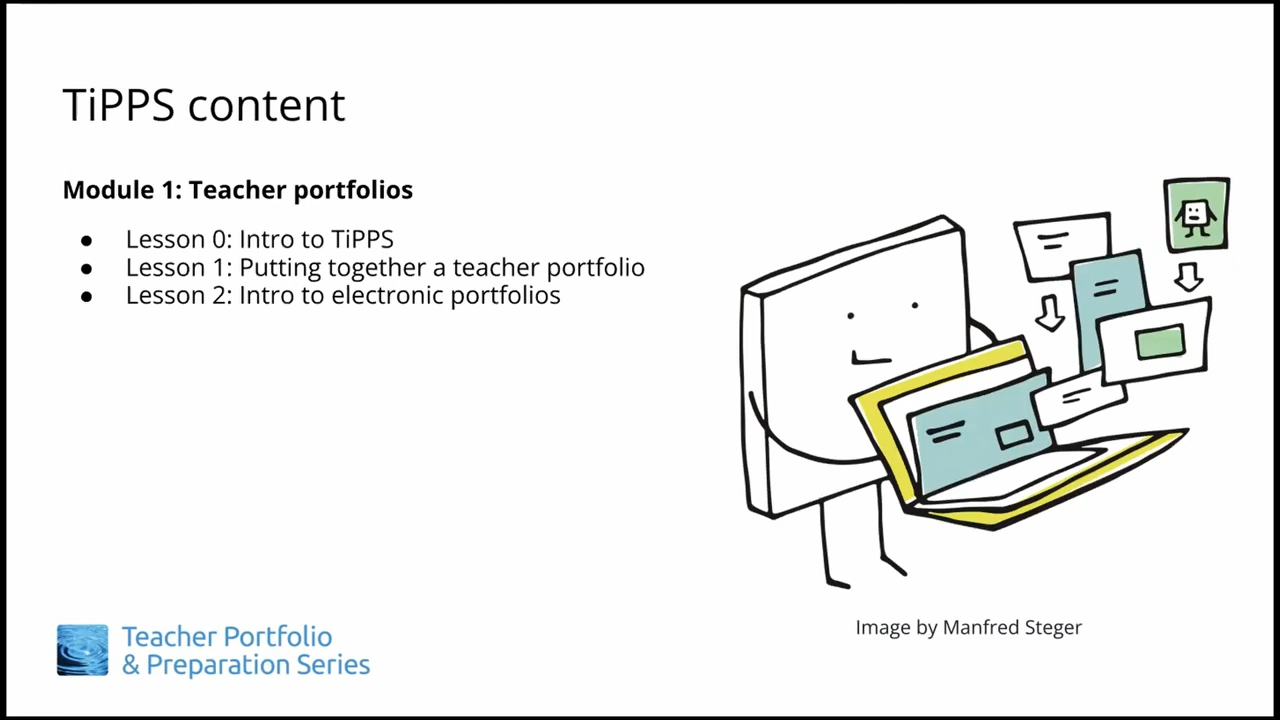 TiPPS content
Module 1: Teacher portfolios
● Lesson 0: Intro to TiPPS
● Lesson 1: Putting together a teacher portfolio
● Lesson 2: Intro to electronic portfolios
Image by Manfred Steger
Teacher Portfolio
& Preparation Series